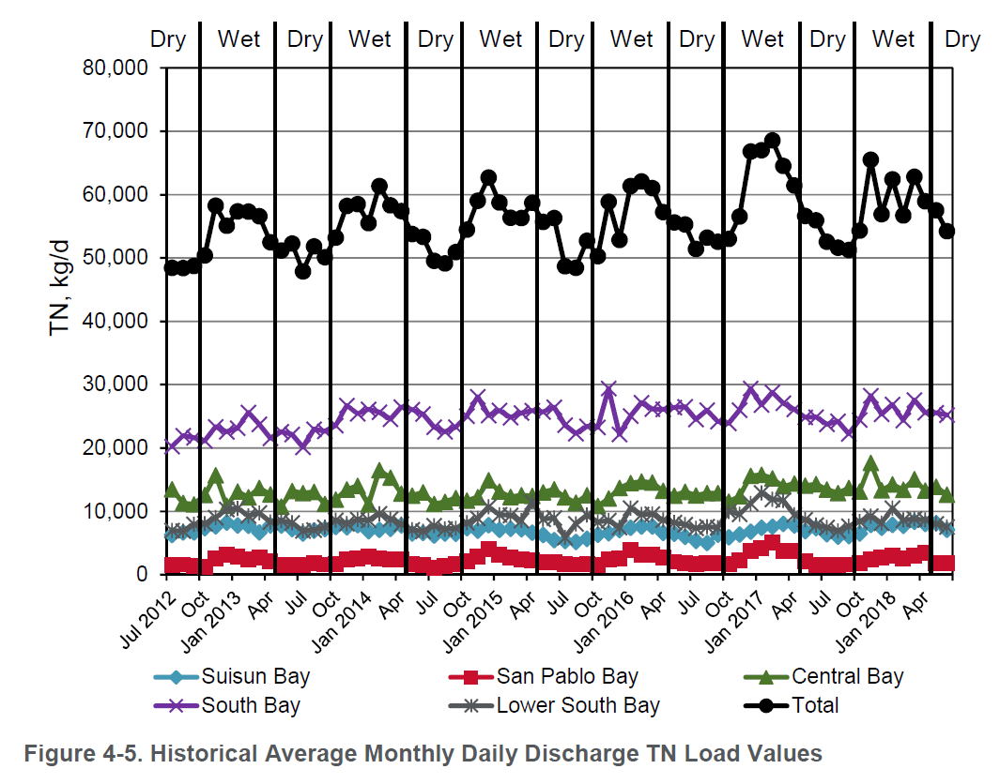 Dry Wet Dry Wet Dry Wet Dry Wet Dry Wet Dry Wet Dry
80,000
70,000
60,000
50,000
40,000
30,000
20,000
10,000
0
TN, kg/d
Jul 2012 Oct Jan 2013 Apr Jul Oct Jan 2014 Apr Jul Oct Jan 2015 Apr Jul Oct Jan 2016 Apr Jul Oct Jan 2017 Apr Jul Oct Jan 2018 Apr
Suisun Bay San Pablo Bay Central Bay
South Bay Lower South Bay Total
Figure 4-5. Historical Average Monthly Daily Discharge TN Load Values